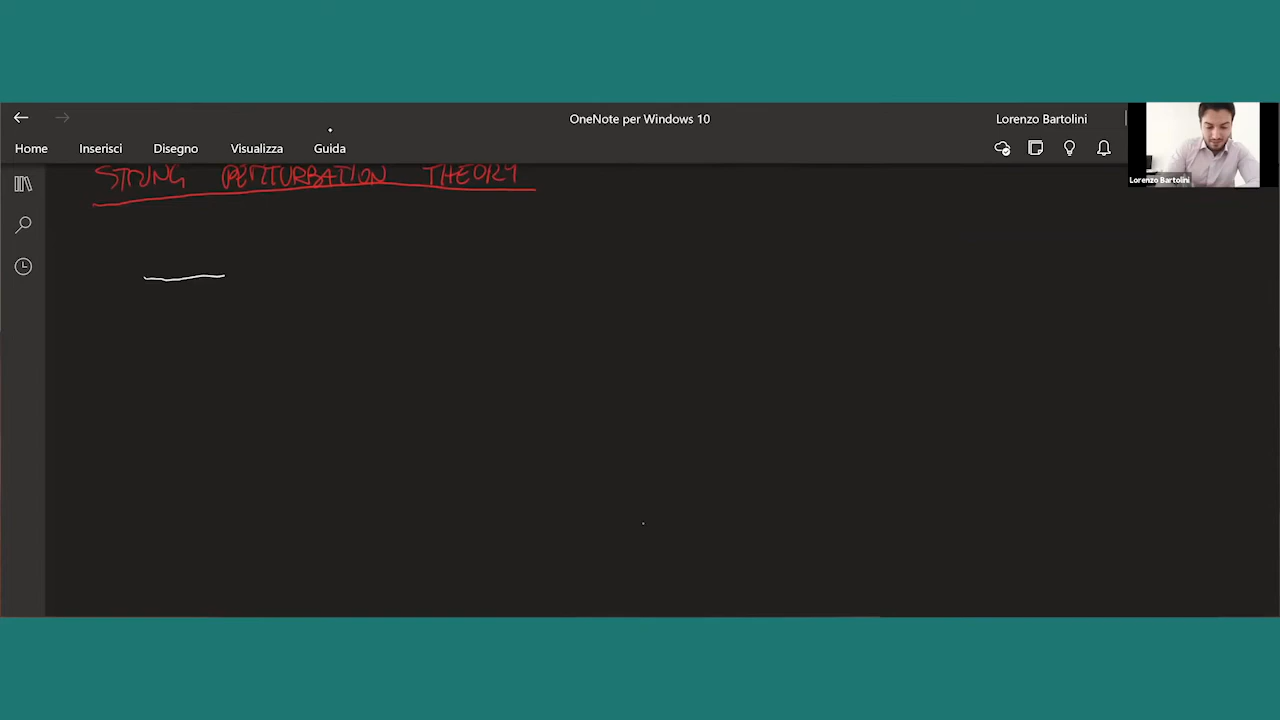 OneNote per Windows 10
Lorenzo Bartolini
Home Inserisci Disegno Visualizza Guida
Lorenzo Bartolini
STRING PERTURBATION THEORY